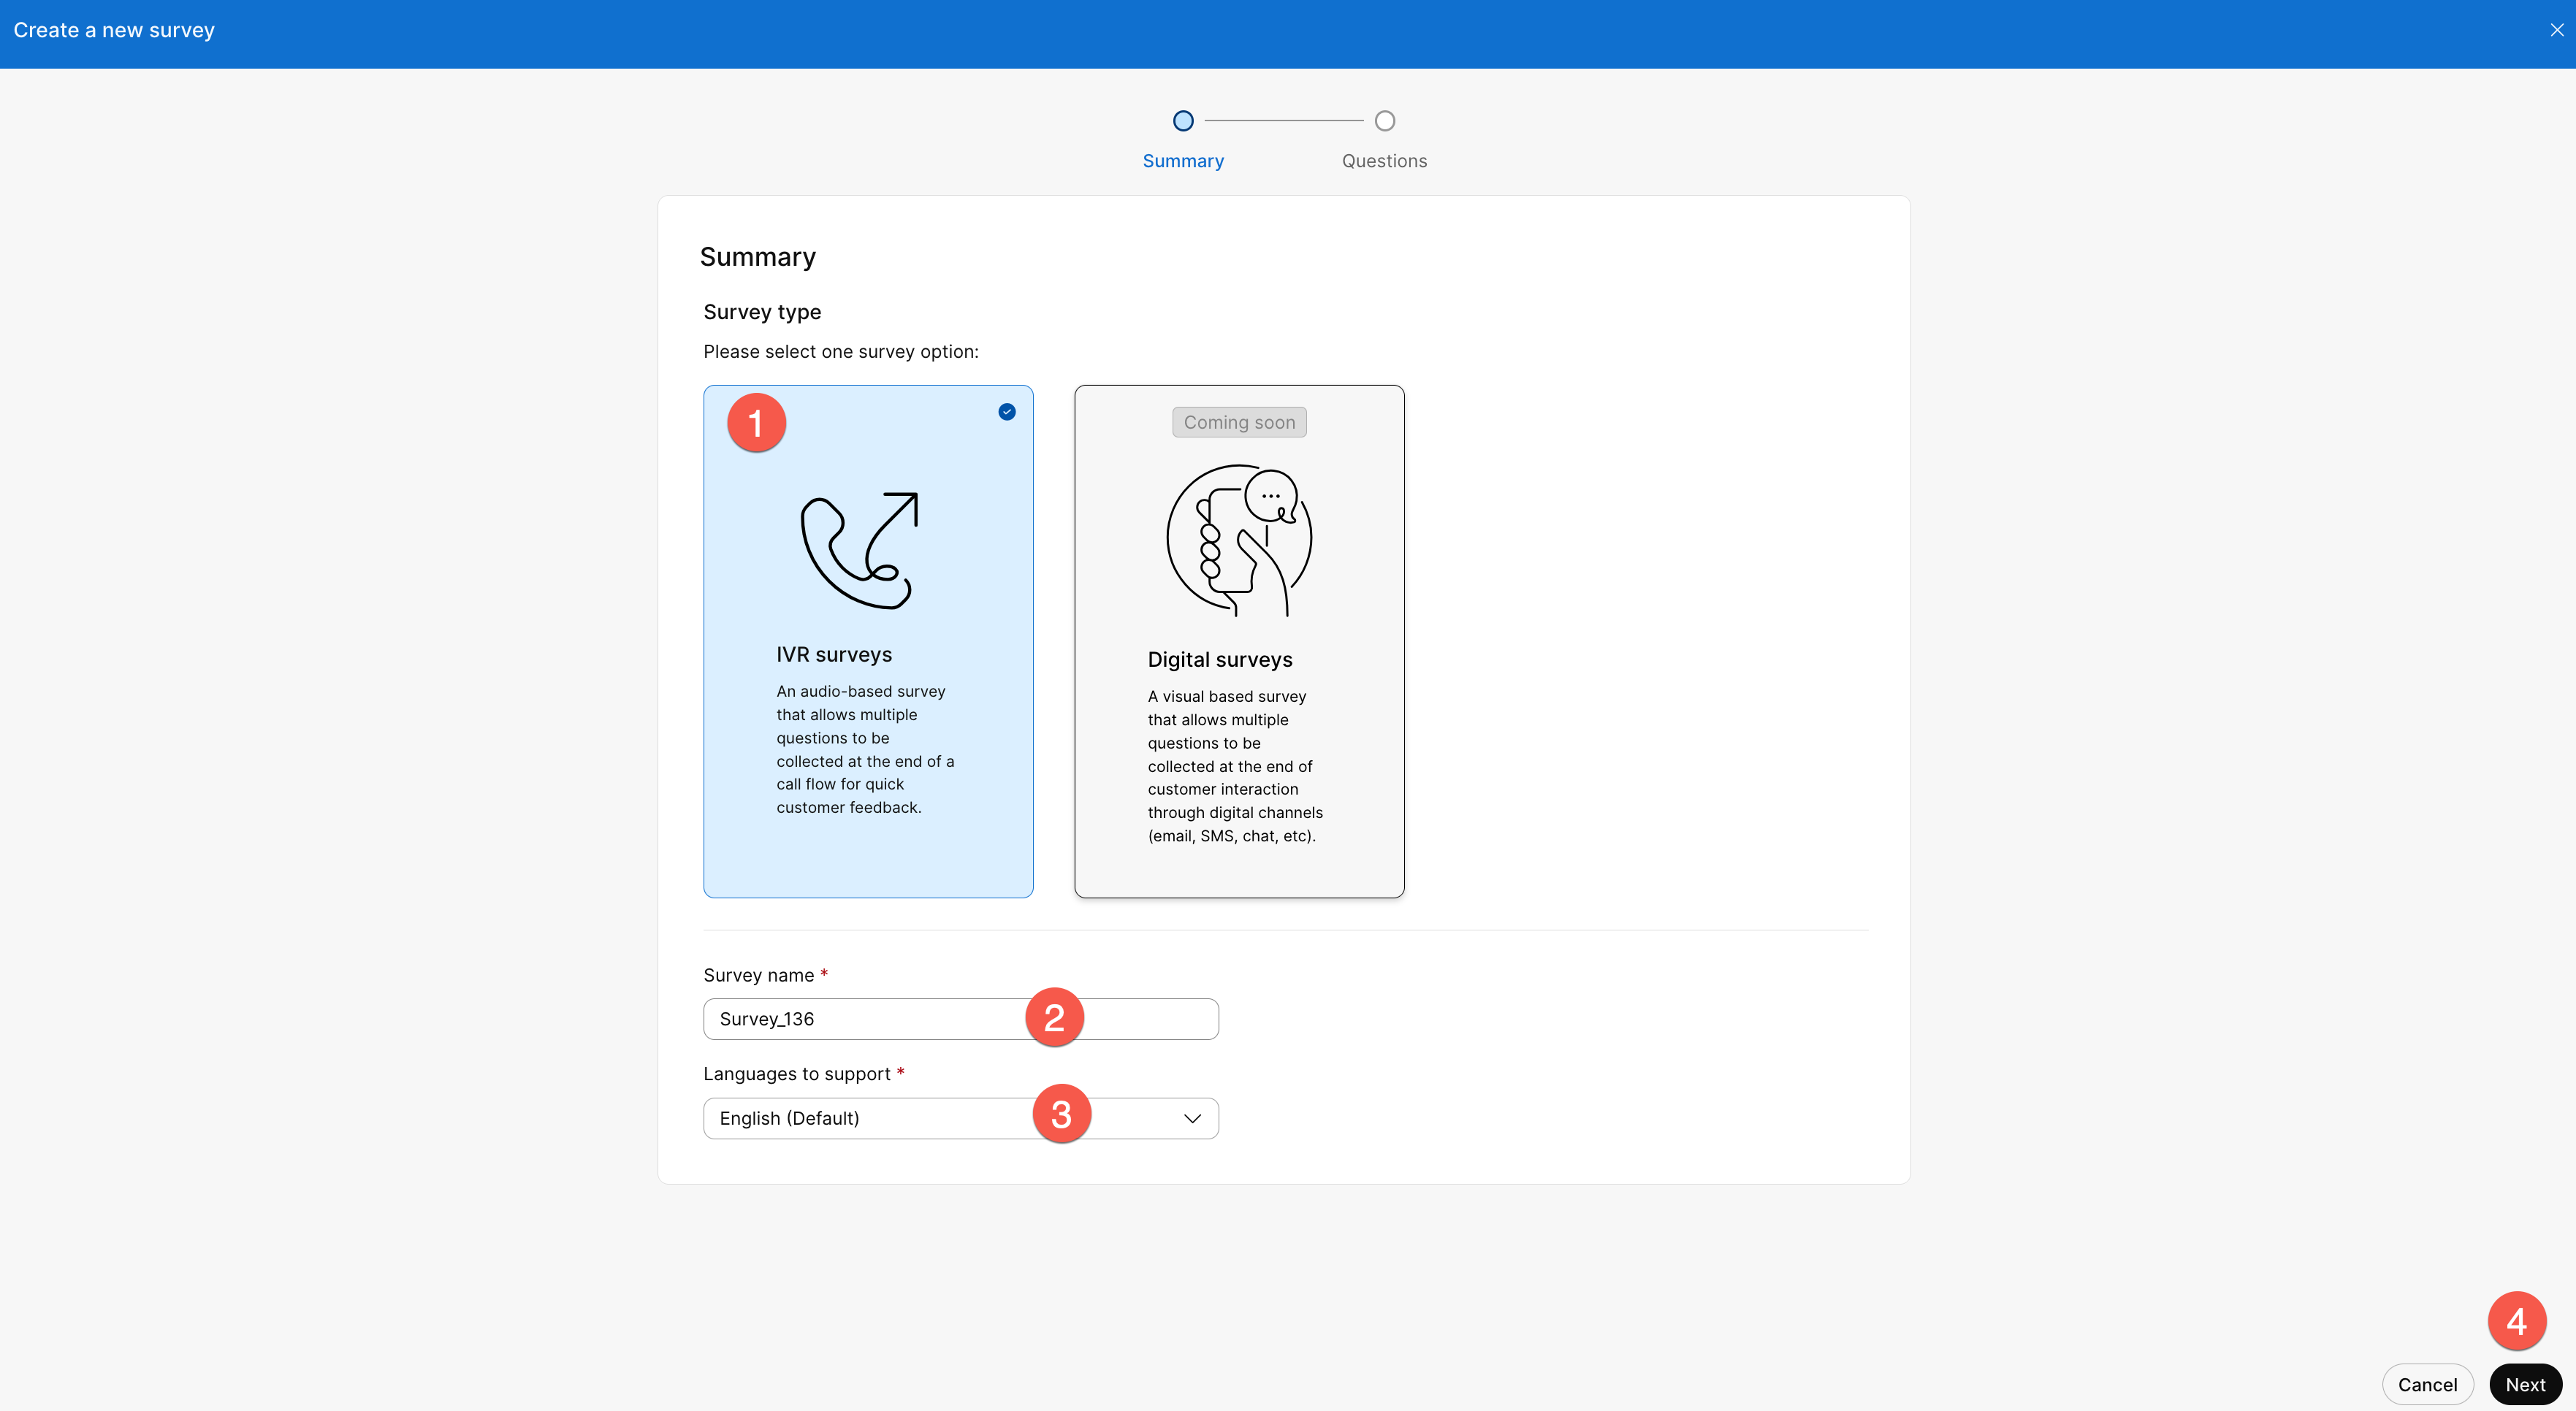 Create a new survey
Summary
Questions
Summary
Survey type
Please select one survey option:
1
IVR surveys
An audio-based survey
that allows multiple
questions to be
collected at the end of a
call flow for quick
customer feedback.
Coming soon
Digital surveys
A visual based survey
that allows multiple
questions to be
collected at the end of
customer interaction
through digital channels
(email, SMS, chat, etc).
Survey name *
Survey_136
2
Languages to support *
English (Default)
3
4
Cancel
Next